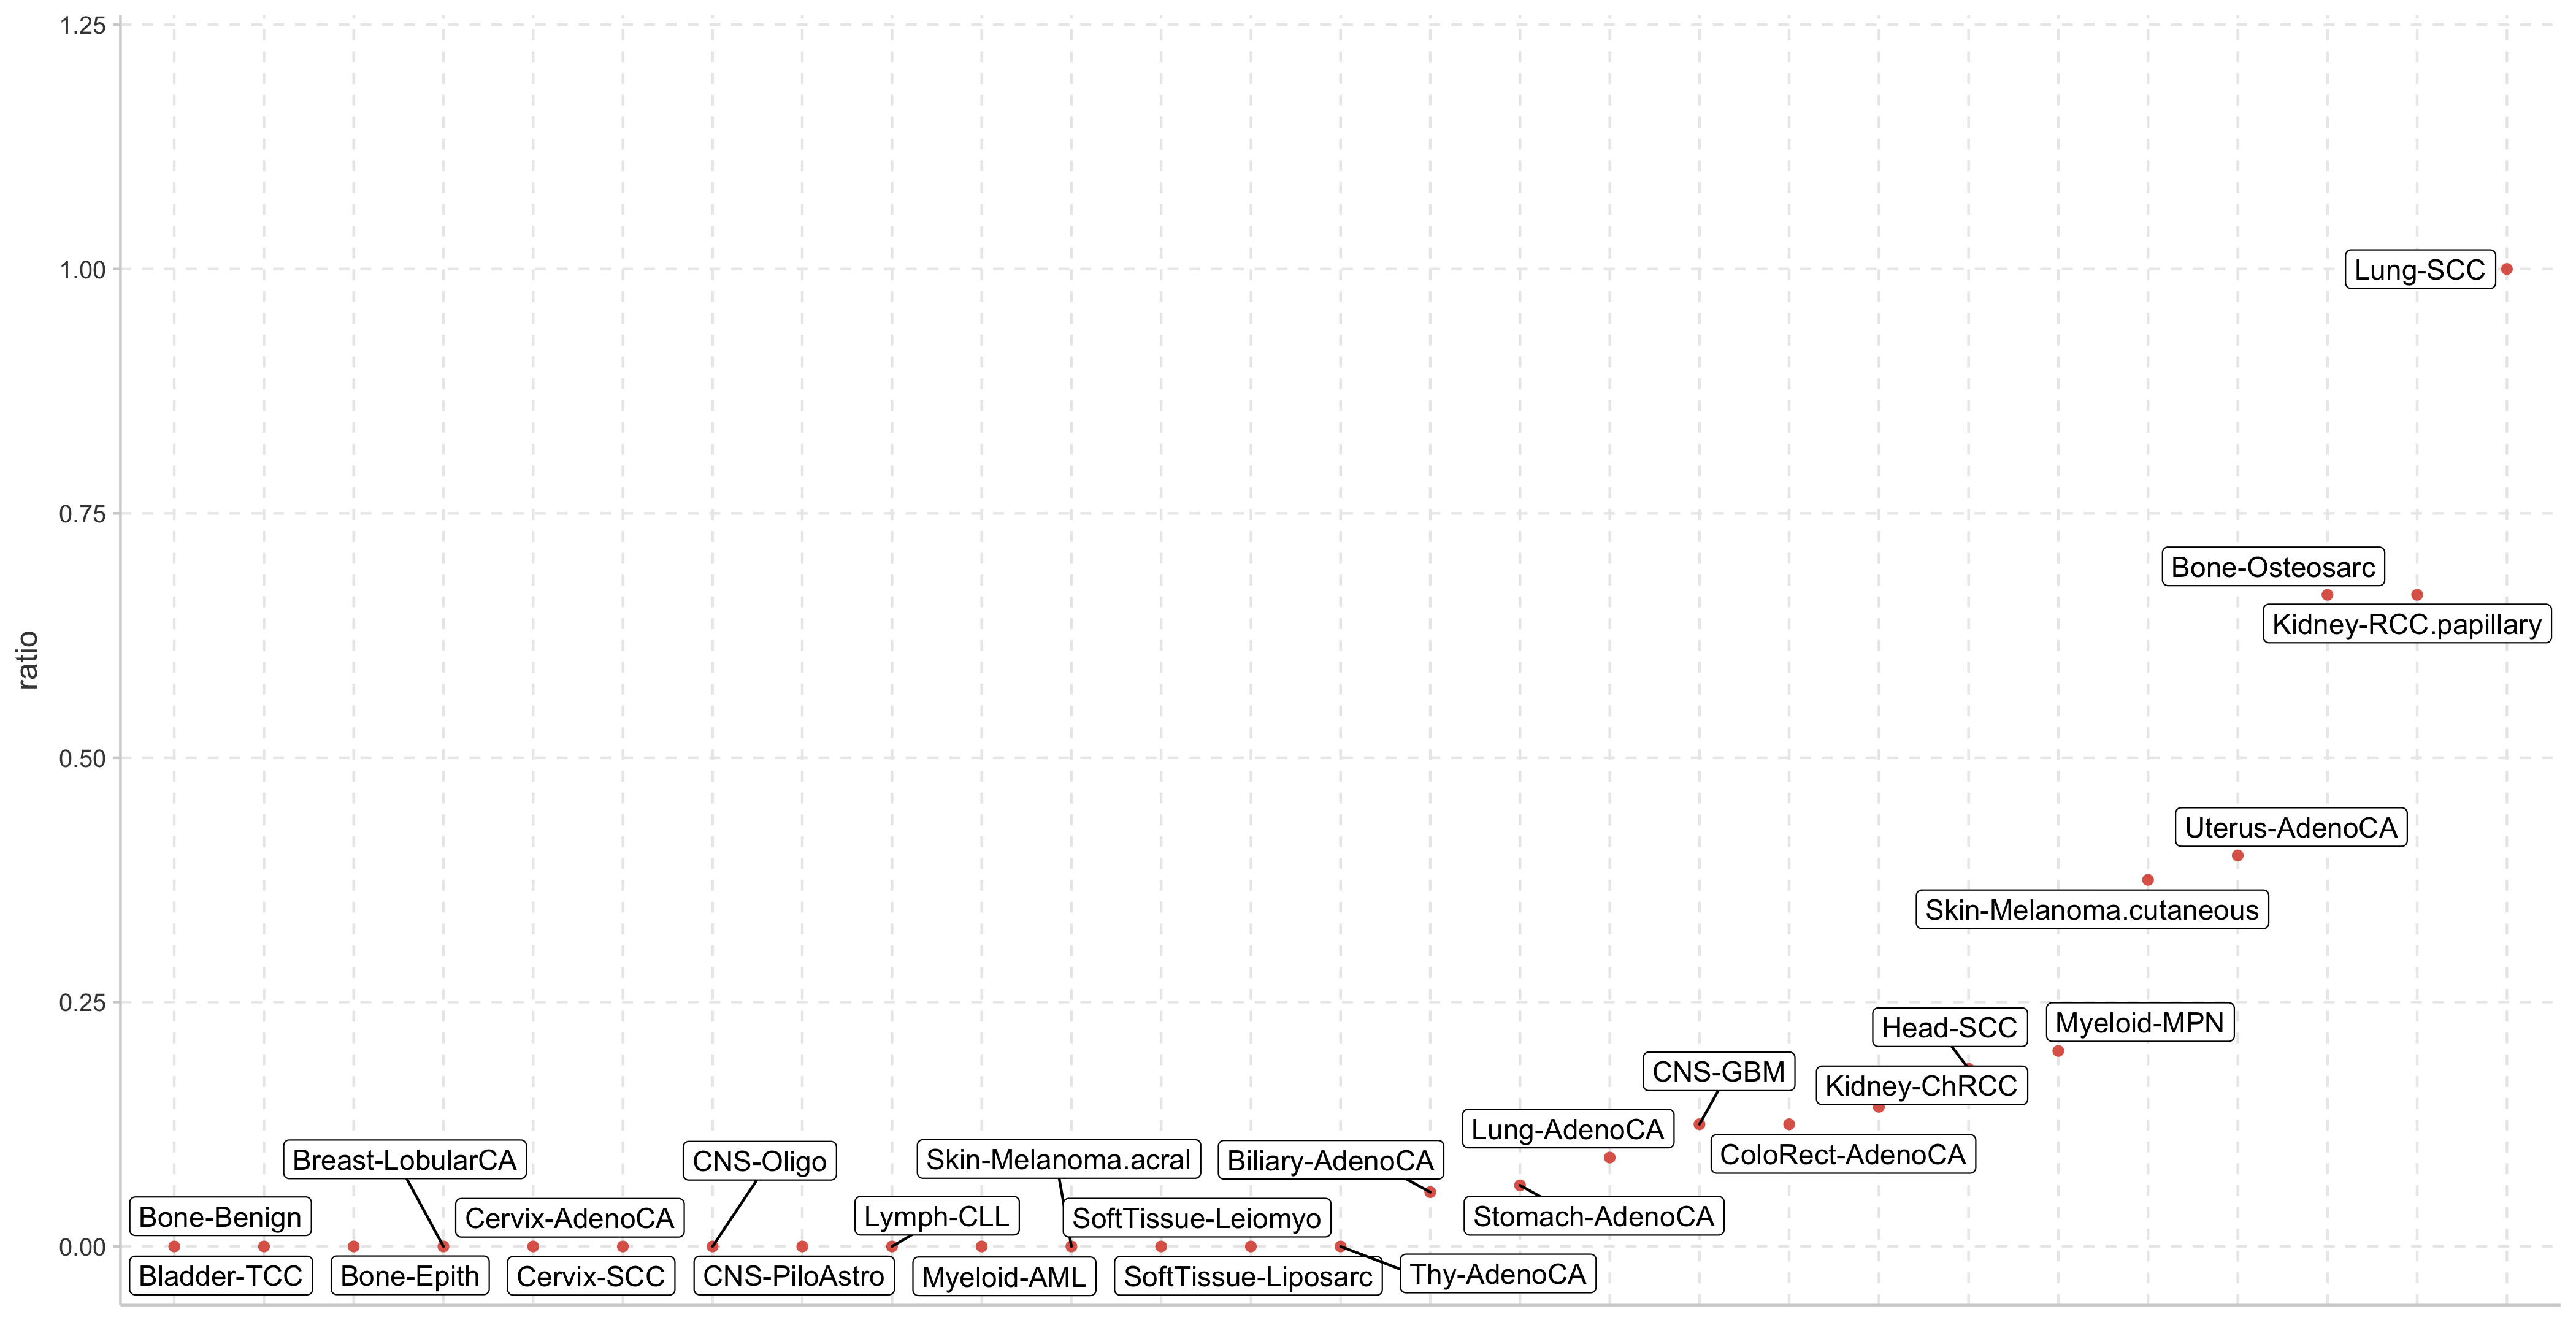 1.25
1.00
0.75
0.50
0.25
0.00
ratio
Lung-SCC
Bone-Osteosarc
Kidney-RCC.papillary
Uterus-AdenoCA
Skin-Melanoma.cutaneous
Head-SCC
Myeloid-MPN
CNS-GBM
Kidney-ChRCC
Lung-AdenoCA
ColoRect-AdenoCA
Breast-LobularCA
CNS-Oligo
Skin-Melanoma.acral
Biliary-AdenoCA
Bone-Benign
Cervix-AdenoCA
Lymph-CLL
SoftTissue-Leiomyo
Stomach-AdenoCA
Bladder-TCC
Bone-Epith
Cervix-SCC
CNS-PiloAstro
Myeloid-AML
SoftTissue-Liposarc
Thy-AdenoCA